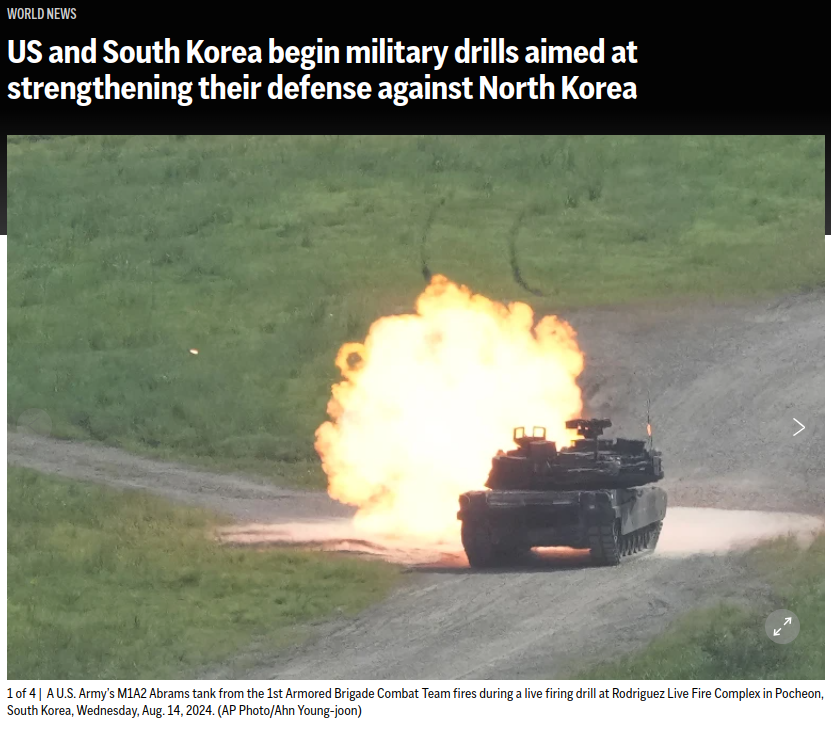 WORLD NEWS
US and South Korea begin military drills aimed at
strengthening their defense against North Korea
1 of 4 | A U.S. Army's M1A2 Abrams tank from the 1st Armored Brigade Combat Team fires during a live firing drill at Rodriguez Live Fire Complex in Pocheon,
South Korea, Wednesday, Aug. 14, 2024. (AP Photo/Ahn Young-joon)